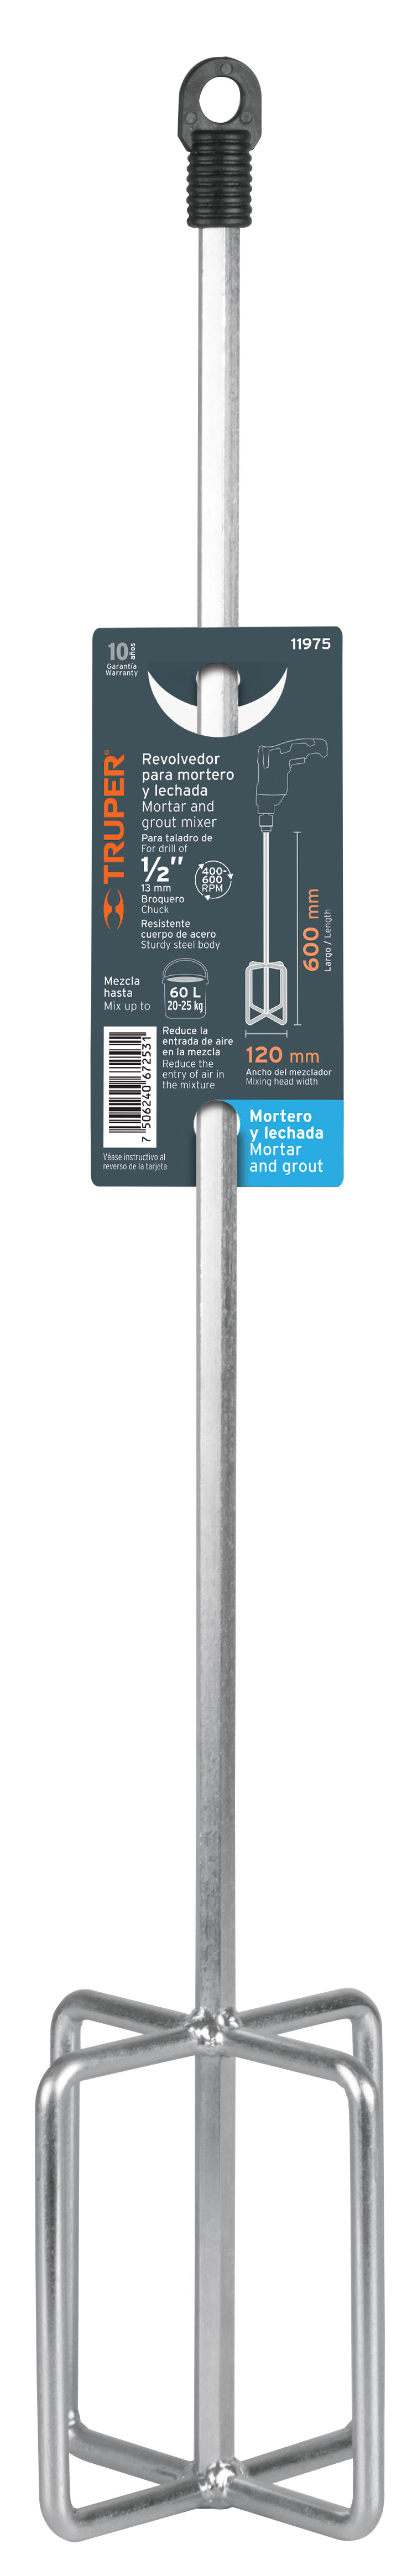 10 años
Garantía
Warranty
11975
TRUPER®
Revolvedor
para mortero
y lechada
Mortar and
grout mixer
Para taladro de
For drill of
1/2"
13 mm
Broquero
Chuck
400-
600
RPM
Resistente
cuerpo de acero
Sturdy steel body
600 mm
Largo / Length
Mezcla
hasta
Mix up to
60 L
20-25 kg
Reduce la
entrada de aire
en la mezcla
Reduce the
entry of air in
the mixture
120 mm
Ancho del mezclador
Mixing head width
7 506240 672531
Véase instructivo al
reverso de la tarjeta
Mortero
y lechada
Mortar
and grout